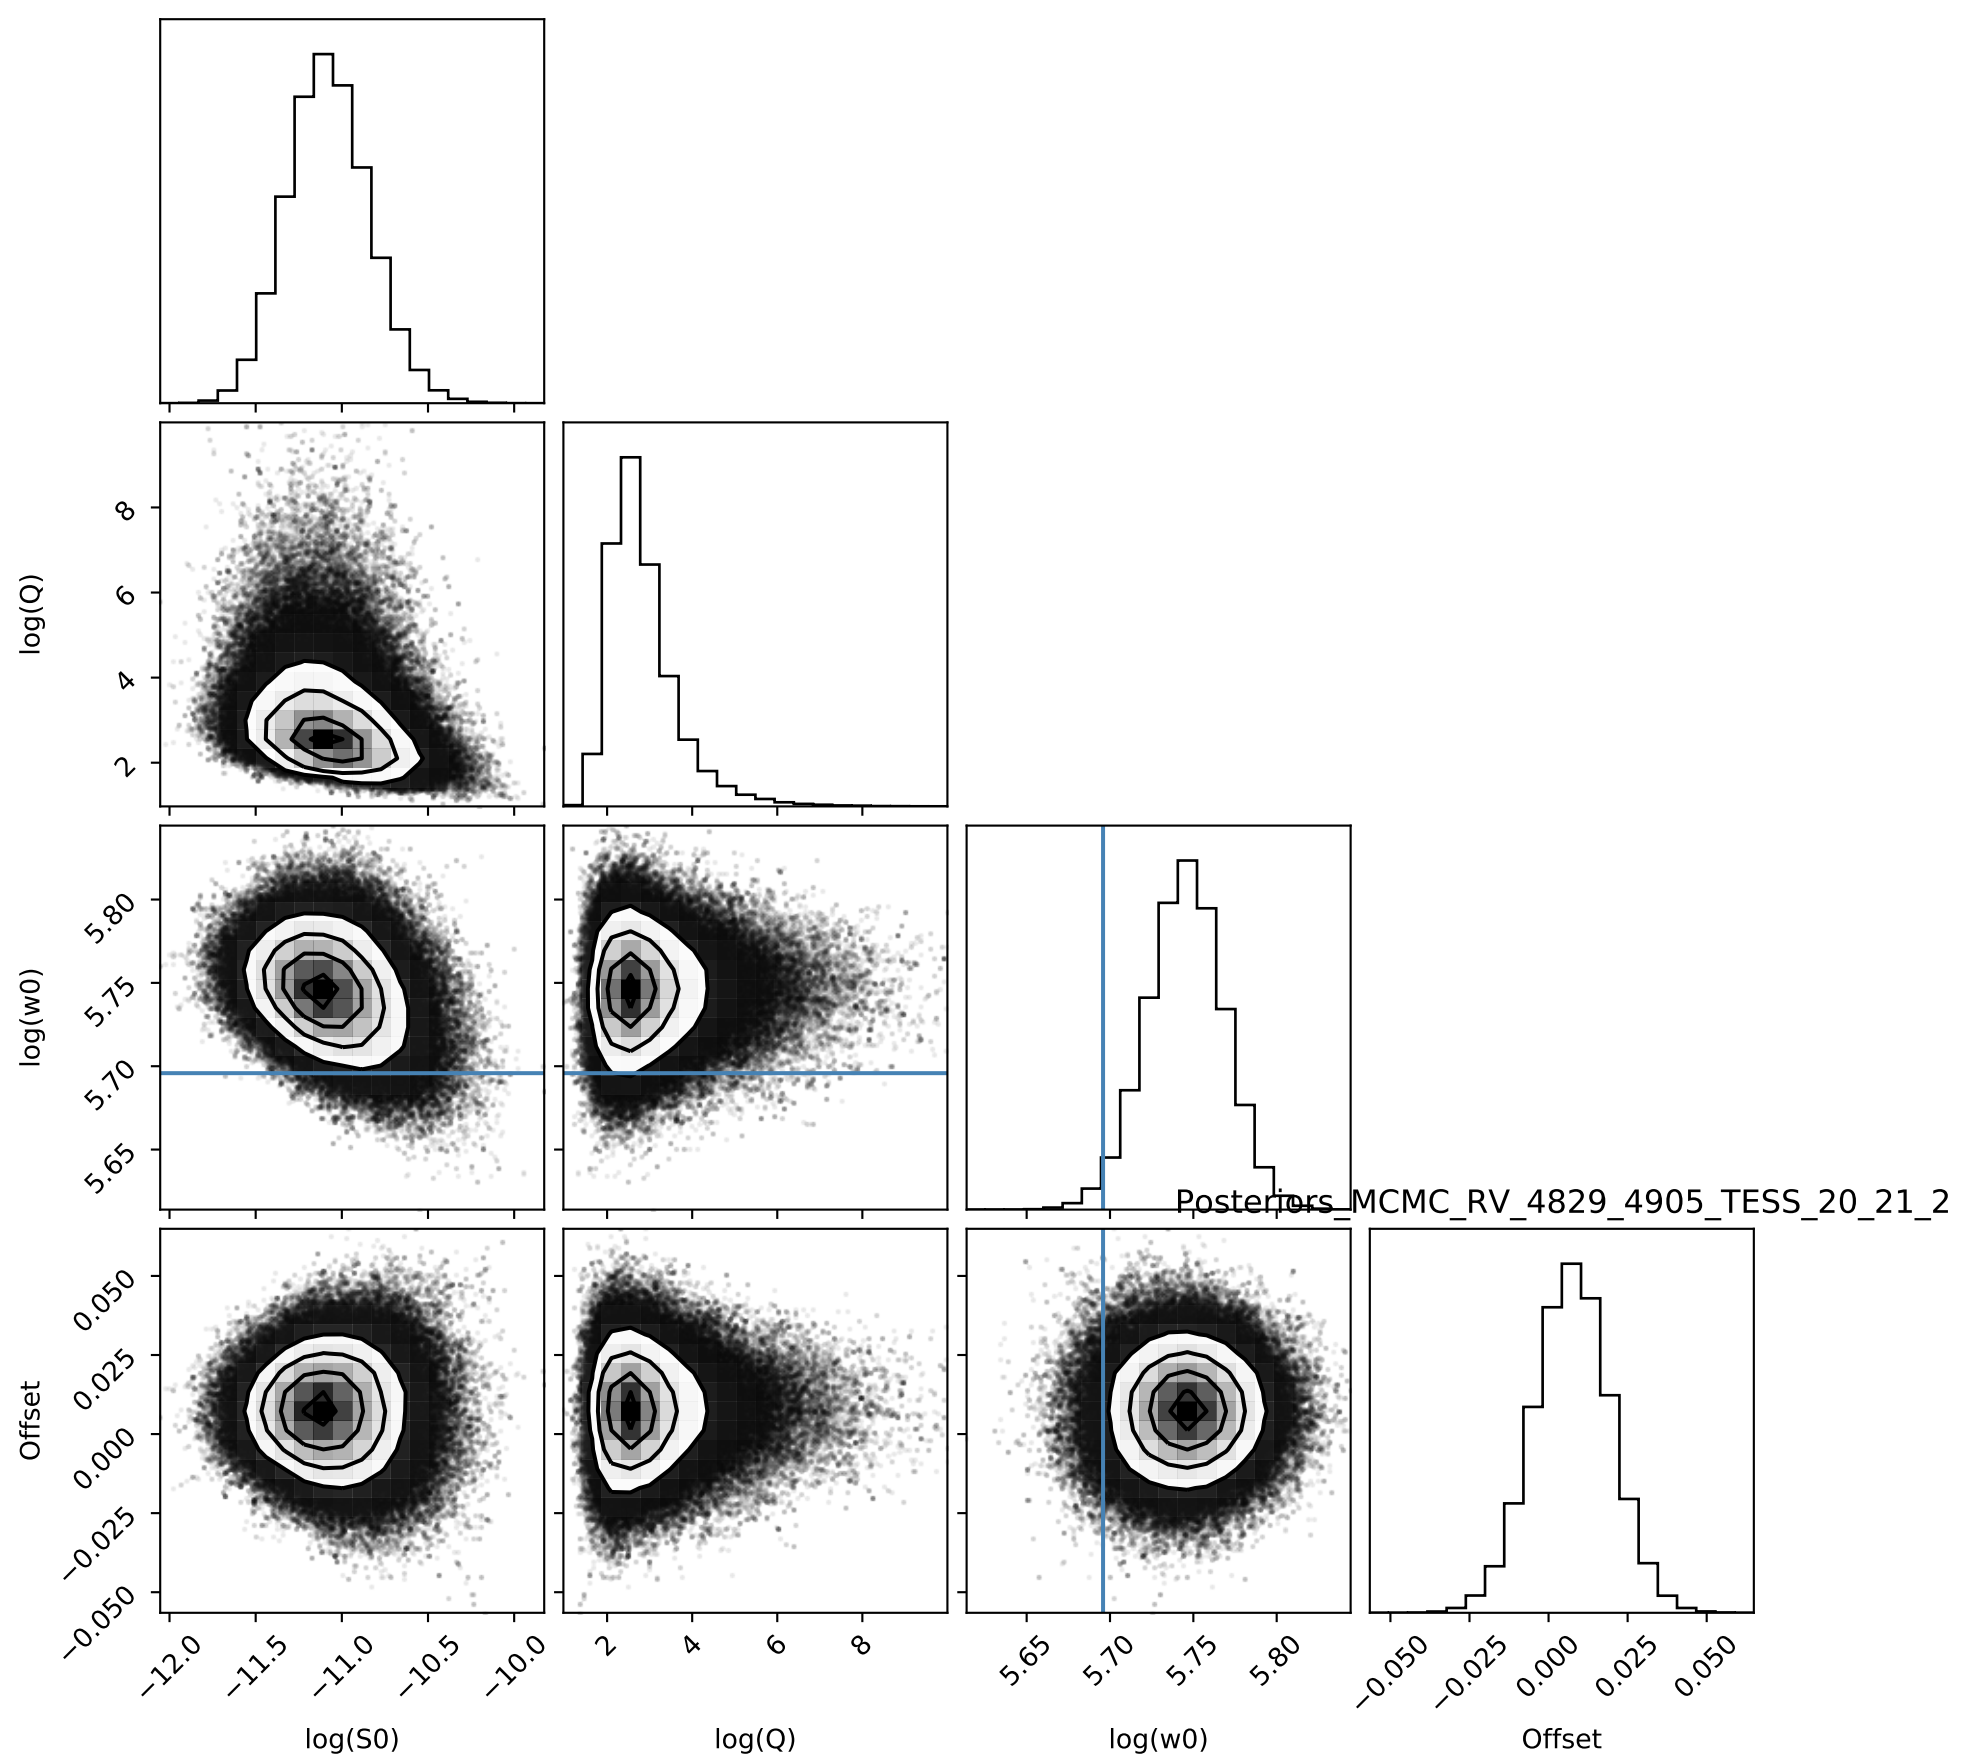 log(Q)
8
6
4
2
log(w0)
5.80
5.75
5.70
5.65
Posteriors_MCMC_RV_4829_4905_TESS_20_21_2
Offset
0.050
0.025
0.000
−0.025
−0.050
−12.0 −11.5 −11.0 −10.5 −10.0 2 4 6 8 5.65 5.70 5.75 5.80 −0.050 −0.025 0.000 0.025 0.050
log(S0) log(Q) log(w0) Offset